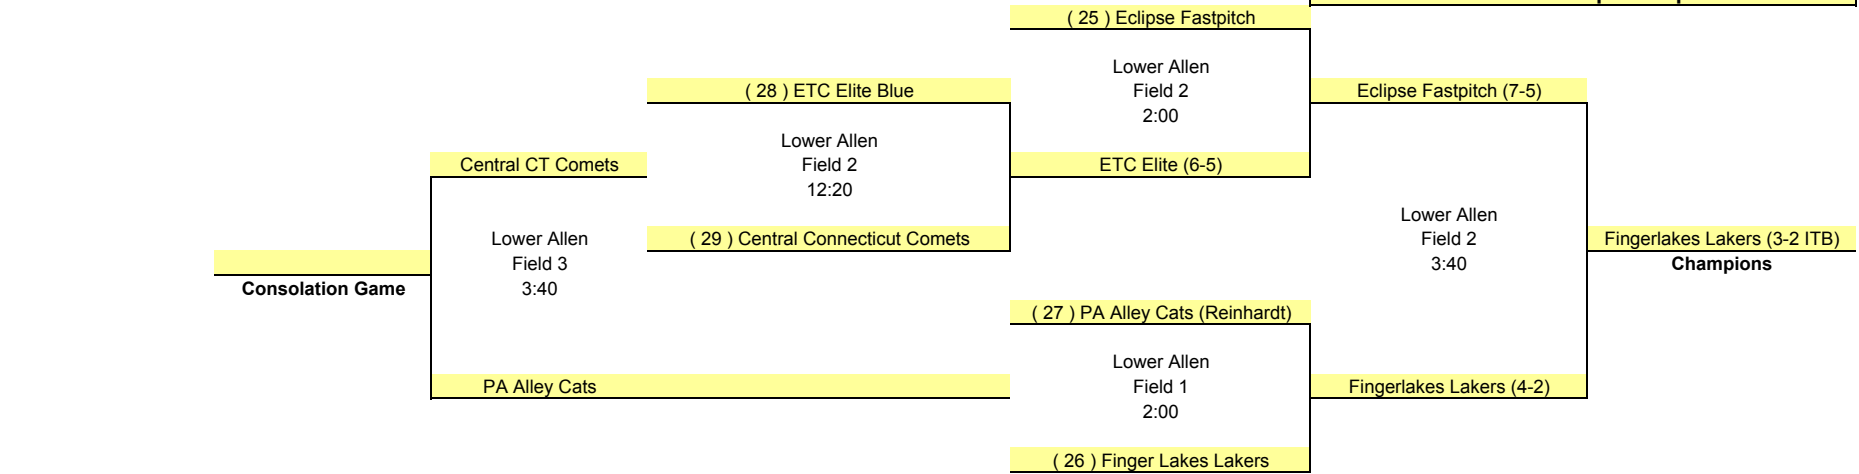 ( 25 ) Eclipse Fastpitch
Lower Allen
Field 2
2:00
( 28 ) ETC Elite Blue
Eclipse Fastpitch (7-5)
Lower Allen
Field 2
12:20
Central CT Comets
ETC Elite (6-5)
Lower Allen
Field 3
3:40
( 29 ) Central Connecticut Comets
Lower Allen
Field 2
3:40
Fingerlakes Lakers (3-2 ITB)
Champions
Consolation Game
( 27 ) PA Alley Cats (Reinhardt)
Lower Allen
Field 1
2:00
PA Alley Cats
Fingerlakes Lakers (4-2)
( 26 ) Finger Lakes Lakers